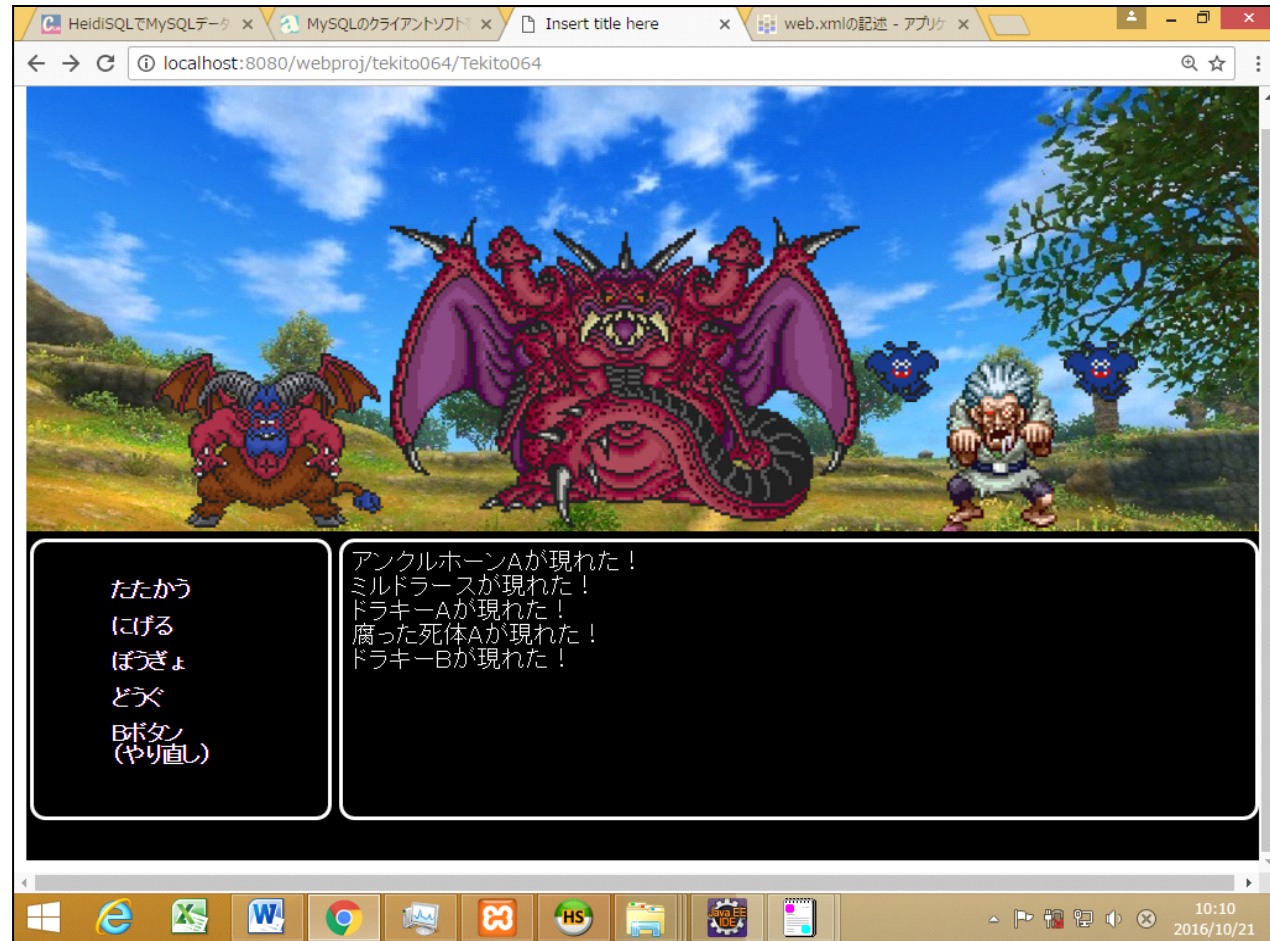 HeidiSQLでMySQLデータ
MySQLのクライアントソフト
Insert title here
web.xmlの記述 - アプリケ
localhost:8080/webproj/tekito064/Tekito064
たたかう
にげる
ぼうぎょ
どうぐ
Bボタン
(やり直し)
アンクルホーンAが現れた！
ミルドラースが現れた！
ドラキーAが現れた！
腐った死体Aが現れた！
ドラキーBが現れた！
HS
Java EE
IDE
10:10
2016/10/21